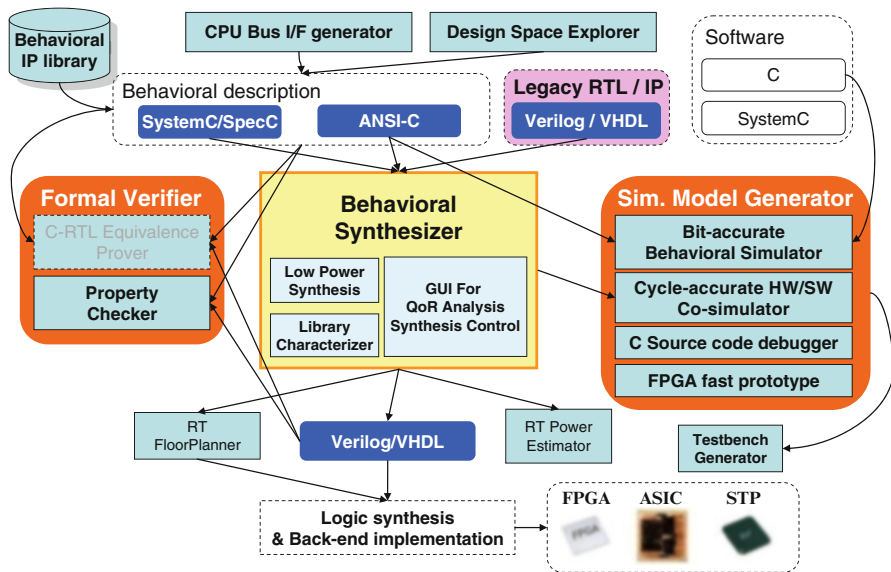 Behavioral
IP library
CPU Bus I/F generator
Design Space Explorer
Software
C
SystemC
Behavioral description
SystemC/SpecC
ANSI-C
Legacy RTL / IP
Verilog / VHDL
Formal Verifier
C-RTL Equivalence
Prover
Property
Checker
Behavioral
Synthesizer
Low Power
Synthesis
Library
Characterizer
GUI For
QoR Analysis
Synthesis Control
Sim. Model Generator
Bit-accurate
Behavioral Simulator
Cycle-accurate HW/SW
Co-simulator
C Source code debugger
FPGA fast prototype
RT
FloorPlanner
Verilog/VHDL
RT Power
Estimator
Testbench
Generator
Logic synthesis
& Back-end implementation
FPGA
ASIC
STP
FPGA